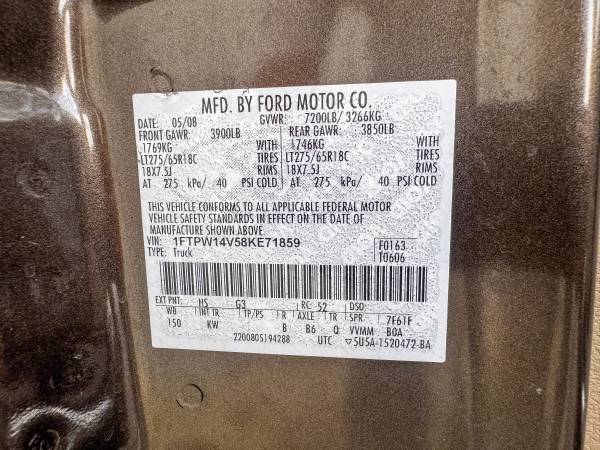 MFD. BY FORD MOTOR CO.
DATE: 05/08 GVWR: 7200LB/ 3266KG
FRONT GAWR: 3900LB REAR GAWR: 3850LB
1769KG WITH 1746KG WITH
LT275/65R18C TIRES LT275/65R18C TIRES
18X7.5J RIMS 18X7.5J RIMS
AT 275 kPa/ 40 PSI COLD AT 275 kPa/ 40 PSI COLD
THIS VEHICLE CONFORMS TO ALL APPLICABLE FEDERAL MOTOR
VEHICLE SAFETY STANDARDS IN EFFECT ON THE DATE OF
MANUFACTURE SHOWN ABOVE.
VIN: 1FTPW14V58KE71859 F0163
TYPE: Truck T0606
EXT PNT: HS G3 RC: 52 DSO:
WB INT TR TP/PS R AXLE TR SPR 7F61F
150 KW B B6 Q VVMM BOA
2200805194288 UTC ▽5U5A-1520472-BA